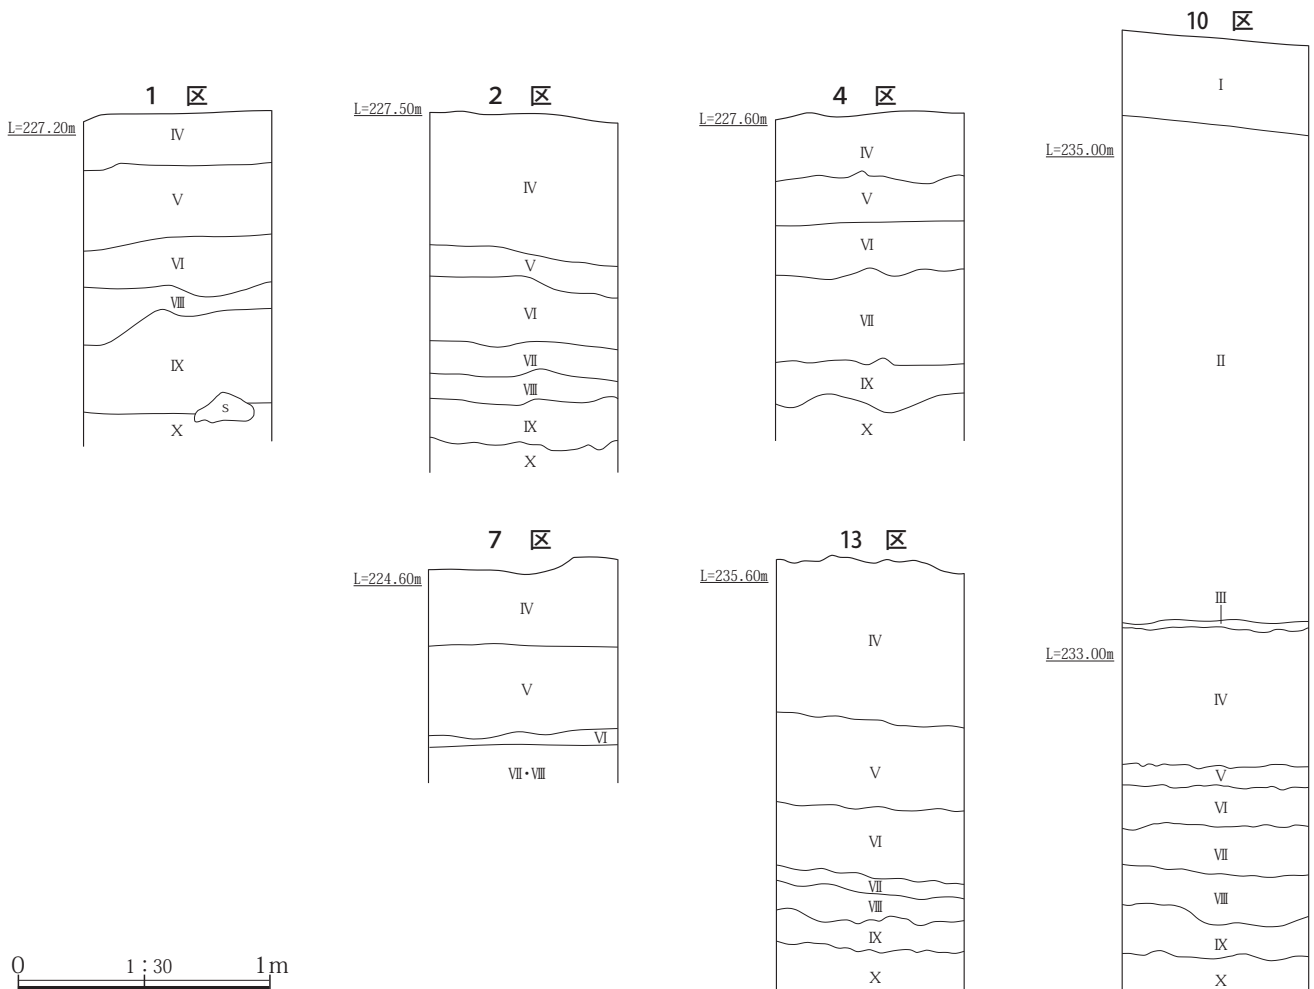 1 区
L=227.20m
Ⅳ
Ⅴ
Ⅵ
Ⅷ
Ⅸ
S
Ⅹ
2 区
L=227.50m
Ⅳ
Ⅴ
Ⅵ
Ⅶ
Ⅷ
Ⅸ
Ⅹ
4 区
L=227.60m
Ⅳ
Ⅴ
Ⅵ
Ⅶ
Ⅸ
Ⅹ
10 区
Ⅰ
L=235.00m
Ⅱ
Ⅲ
L=233.00m
Ⅳ
Ⅴ
Ⅵ
Ⅶ
Ⅷ
Ⅸ
Ⅹ
7 区
L=224.60m
Ⅳ
Ⅴ
Ⅵ
Ⅶ・Ⅷ
13 区
L=235.60m
Ⅳ
Ⅴ
Ⅵ
Ⅶ
Ⅷ
Ⅸ
Ⅹ
0 1:30 1m